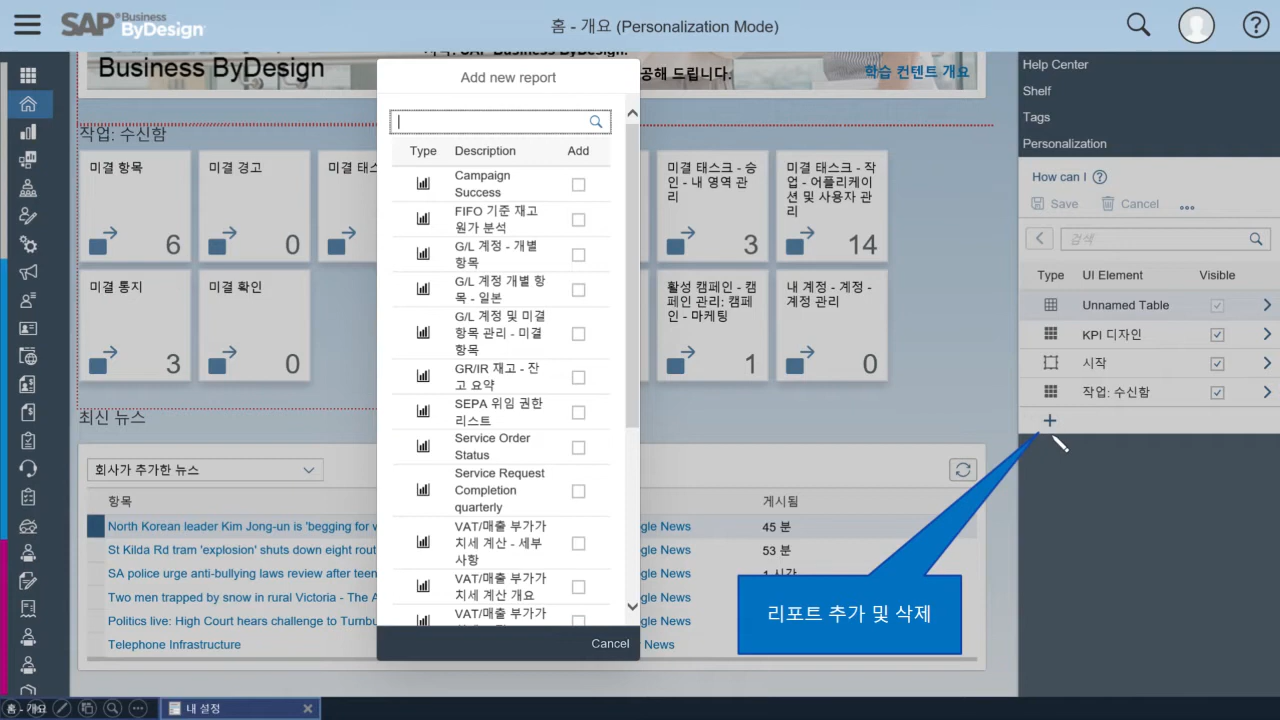 SAP Business ByDesign
홈 - 개요 (Personalization Mode)
Business ByDesign
공해 드립니다.
학습 컨텐트 개요
작업: 수신함
미결 항목
6
미결 경고
0
미결 태스
미결 태스크 - 승
인 - 내 영역 관
리
3
미결 태스크 - 작
업 - 어플리케이
션 및 사용자 관
리
14
미결 통지
3
미결 확인
0
활성 캠페인 - 캠
페인 관리: 캠페
인 - 마케팅
1
내 계정 - 계정 -
계정 관리
0
최신 뉴스
회사가 추가한 뉴스
항목
게시됨
North Korean leader Kim Jong-un is 'begging for
gle News
45 분
St Kilda Rd tram 'explosion' shuts down eight rout
gle News
53 분
SA police urge anti-bullying laws review after teen
gle News
Two men trapped by snow in rural Victoria - The A
gle News
Politics live: High Court hears challenge to Turnbu
gle News
Telephone Infrastructure
News
Add new report
Type Description Add
Campaign
Success
FIFO 기준 재고
원가 분석
G/L 계정 - 개별
항목
G/L 계정 개별 항
목 - 일본
G/L 계정 및 미결
항목 관리 - 미결
항목
GR/IR 재고 - 잔
고 요약
SEPA 위임 권한
리스트
Service Order
Status
Service Request
Completion
quarterly
VAT/매출 부가가
치세 계산 - 세부
사항
VAT/매출 부가가
치세 계산 개요
VAT/매출 부가가
Cancel
Help Center
Shelf
Tags
Personalization
How can I
Save Cancel
검색
Type UI Element Visible
Unnamed Table
KPI 디자인
시작
작업: 수신함
리포트 추가 및 삭제
홈 - 개요
내 설정